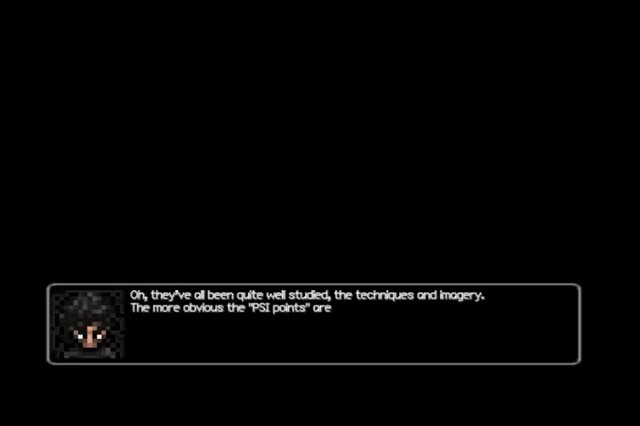 Oh, they've all been quite well studied, the techniques and imagery.
The more obvious the "PSI points" are